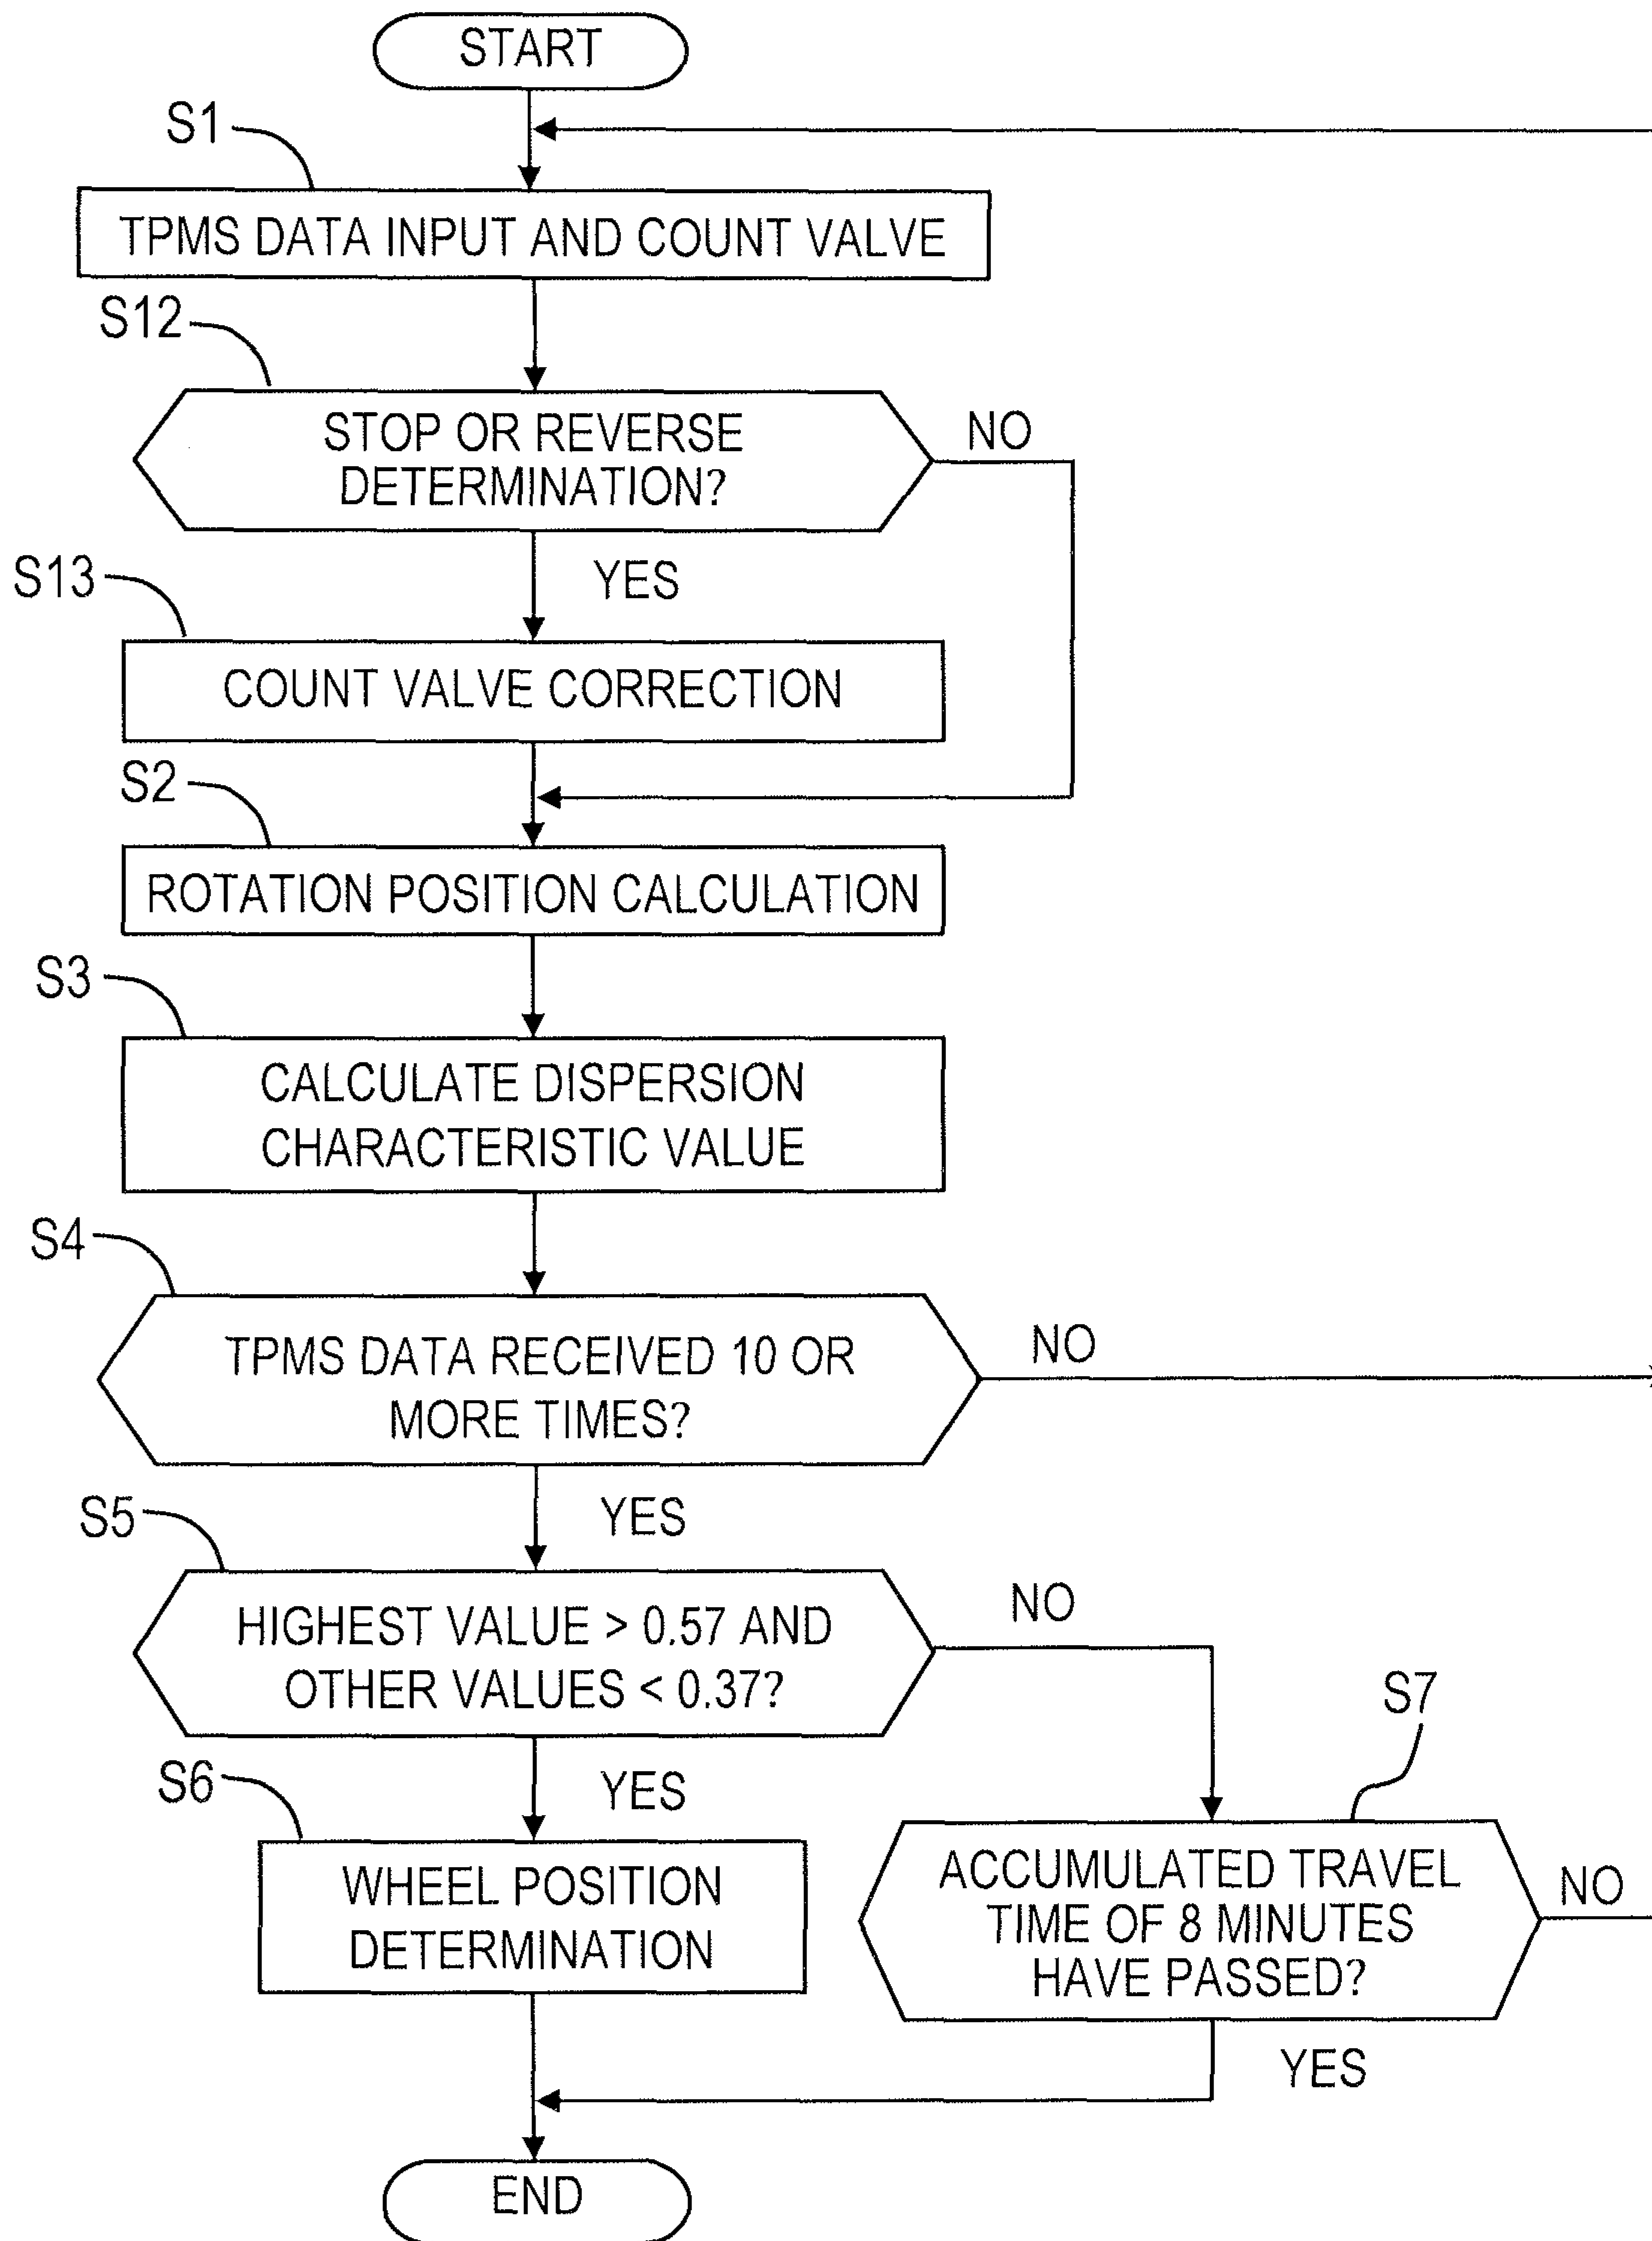 START
S1
TPMS DATA INPUT AND COUNT VALVE
S12
STOP OR REVERSE
DETERMINATION?
NO
YES
S13
COUNT VALVE CORRECTION
S2
ROTATION POSITION CALCULATION
S3
CALCULATE DISPERSION
CHARACTERISTIC VALUE
S4
TPMS DATA RECEIVED 10 OR
MORE TIMES?
NO
YES
S5
HIGHEST VALUE > 0.57 AND
OTHER VALUES < 0.37?
NO
YES
S6
WHEEL POSITION
DETERMINATION
S7
ACCUMULATED TRAVEL
TIME OF 8 MINUTES
HAVE PASSED?
NO
YES
END